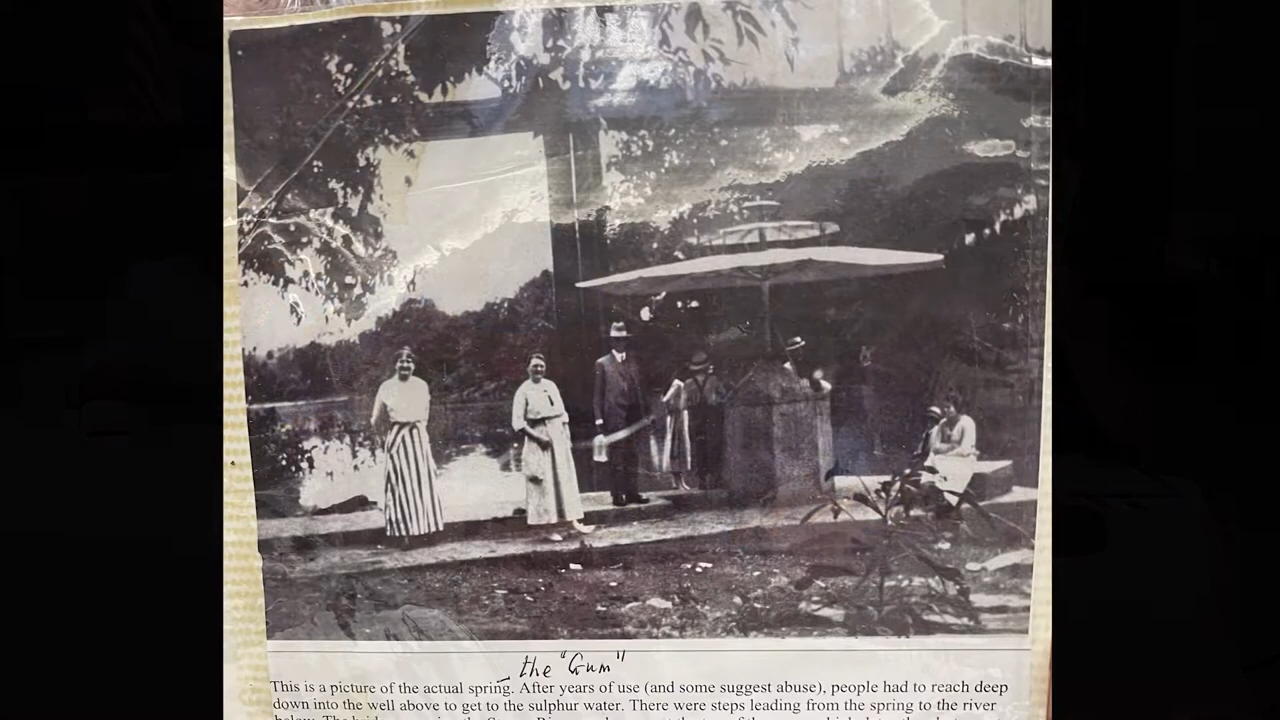 the "Gum"
This is a picture of the actual spring. After years of use (and some suggest abuse), people had to reach deep
down into the well above to get to the sulphur water. There were steps leading from the spring to the river